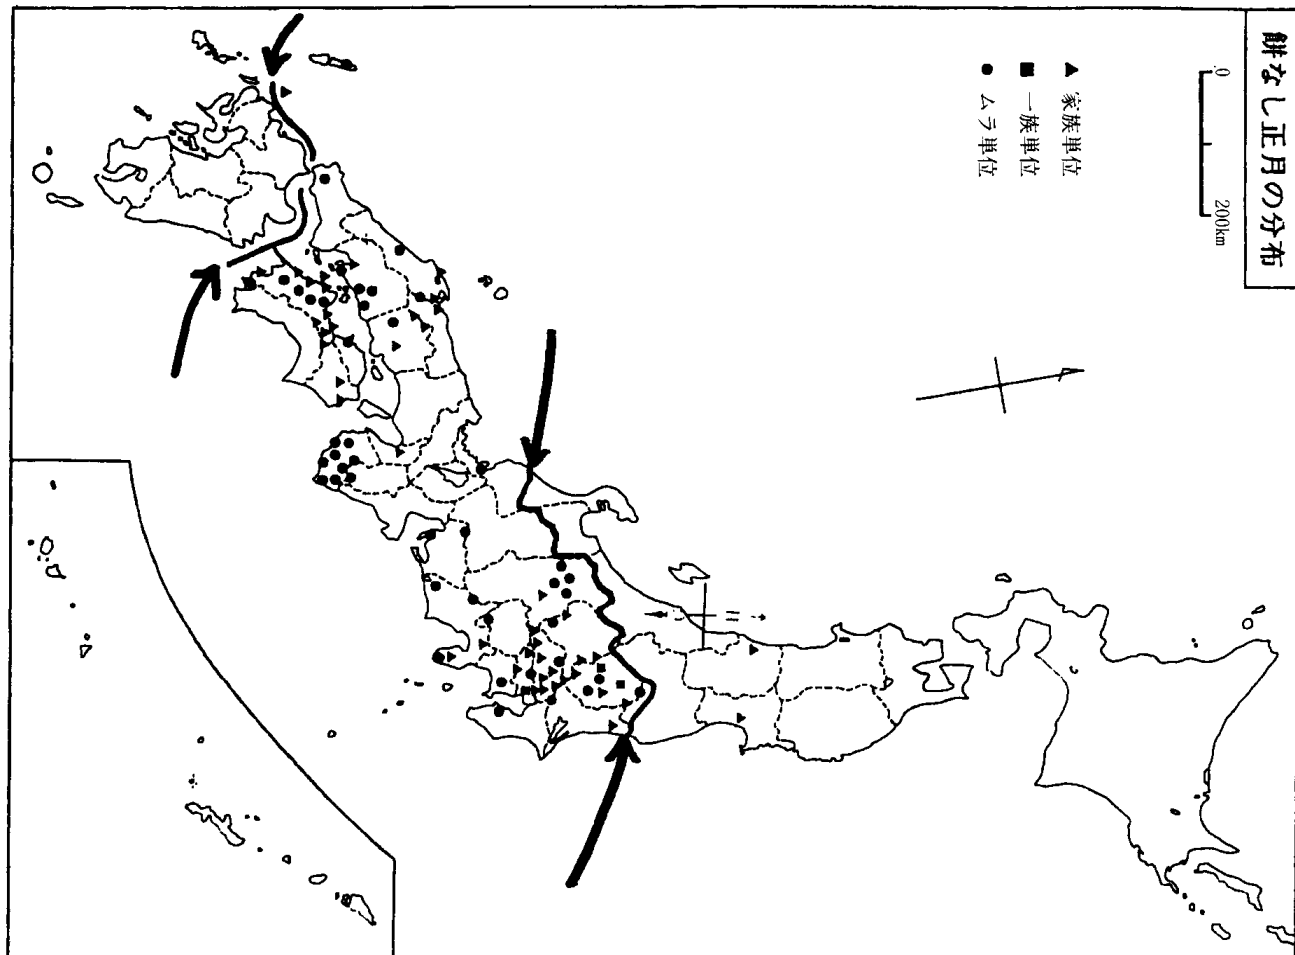 餅なし正月の分布
0 200km
▲ 家族単位
■ 一族単位
● ムラ単位